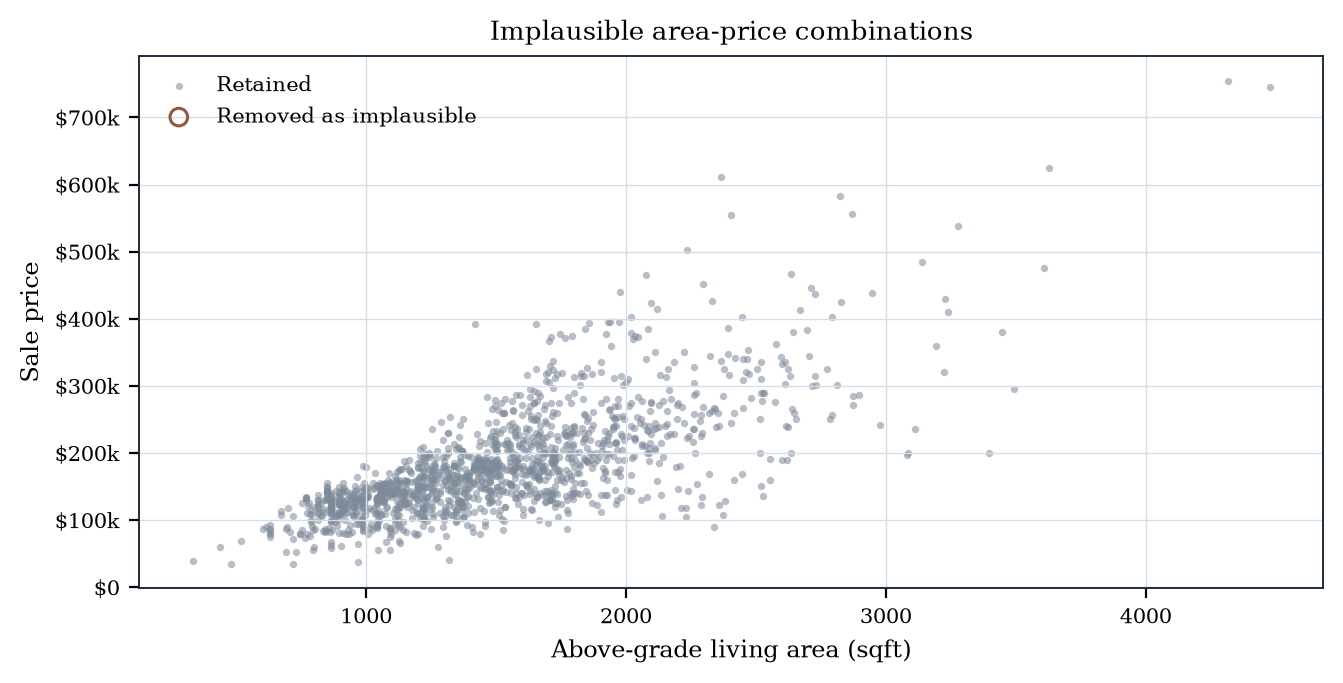 Implausible area-price combinations
Retained
Removed as implausible
$700k
$600k
$500k
$400k
$300k
$200k
$100k
$0
Sale price
1000
2000
3000
4000
Above-grade living area (sqft)